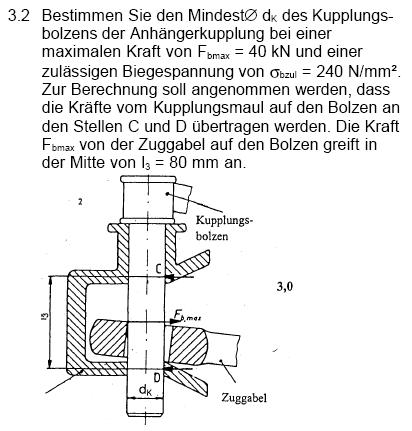 3.2 Bestimmen Sie den Mindest∅ dK des Kupplungs-
bolzens der Anhängerkupplung bei einer
maximalen Kraft von Fbmax = 40 kN und einer
zulässigen Biegespannung von σbzul = 240 N/mm².
Zur Berechnung soll angenommen werden, dass
die Kräfte vom Kupplungsmaul auf den Bolzen an
den Stellen C und D übertragen werden. Die Kraft
Fbmax von der Zuggabel auf den Bolzen greift in
der Mitte von l3 = 80 mm an.
2
Kupplungs-
bolzen
C
3,0
l3
Fb,max
D
dK
Zuggabel